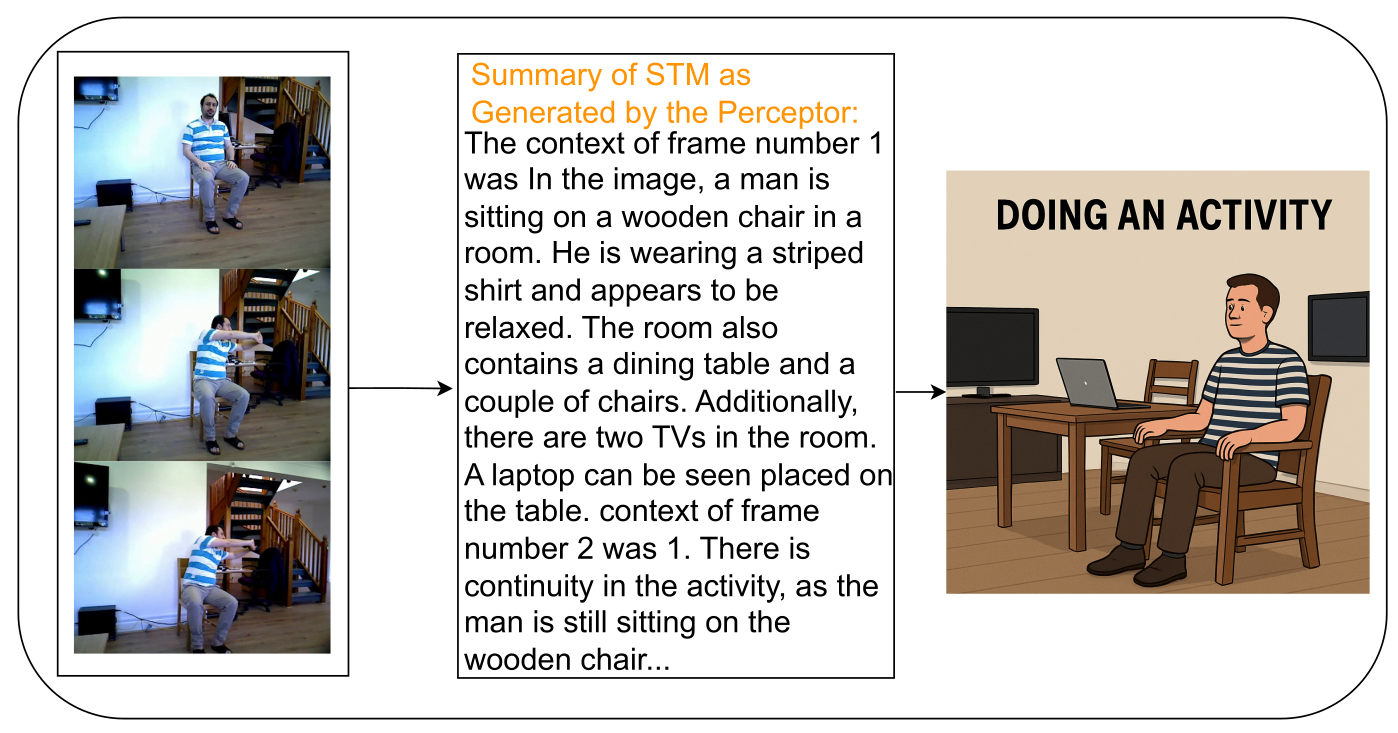 Summary of STM as
Generated by the Perceptor:
The context of frame number 1
was In the image, a man is
sitting on a wooden chair in a
room. He is wearing a striped
shirt and appears to be
relaxed. The room also
contains a dining table and a
couple of chairs. Additionally,
there are two TVs in the room.
A laptop can be seen placed on
the table. context of frame
number 2 was 1. There is
continuity in the activity, as the
man is still sitting on the
wooden chair...
DOING AN ACTIVITY